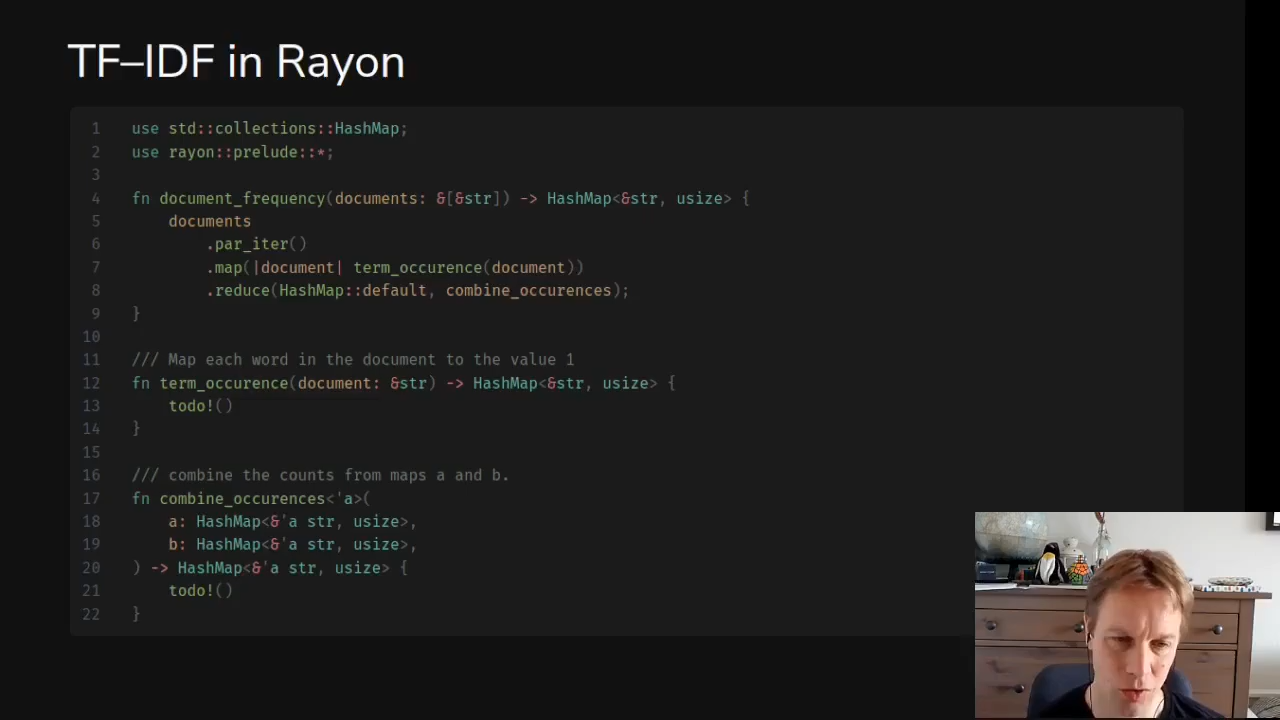 TF–IDF in Rayon
1 use std::collections::HashMap;
2 use rayon::prelude::*;
3
4 fn document_frequency(documents: &[&str]) -> HashMap<&str, usize> {
5     documents
6         .par_iter()
7         .map(|document| term_occurence(document))
8         .reduce(HashMap::default, combine_occurences);
9 }
10
11 /// Map each word in the document to the value 1
12 fn term_occurence(document: &str) -> HashMap<&str, usize> {
13     todo!()
14 }
15
16 /// combine the counts from maps a and b.
17 fn combine_occurences<'a>(
18     a: HashMap<&'a str, usize>,
19     b: HashMap<&'a str, usize>,
20 ) -> HashMap<&'a str, usize> {
21     todo!()
22 }